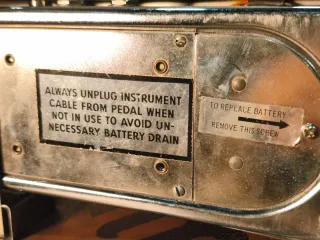 ALWAYS UNPLUG INSTRUMENT
CABLE FROM PEDAL WHEN
NOT IN USE TO AVOID UN-
NECESSARY BATTERY DRAIN
TO REPLACE BATTERY
REMOVE THIS SCREW